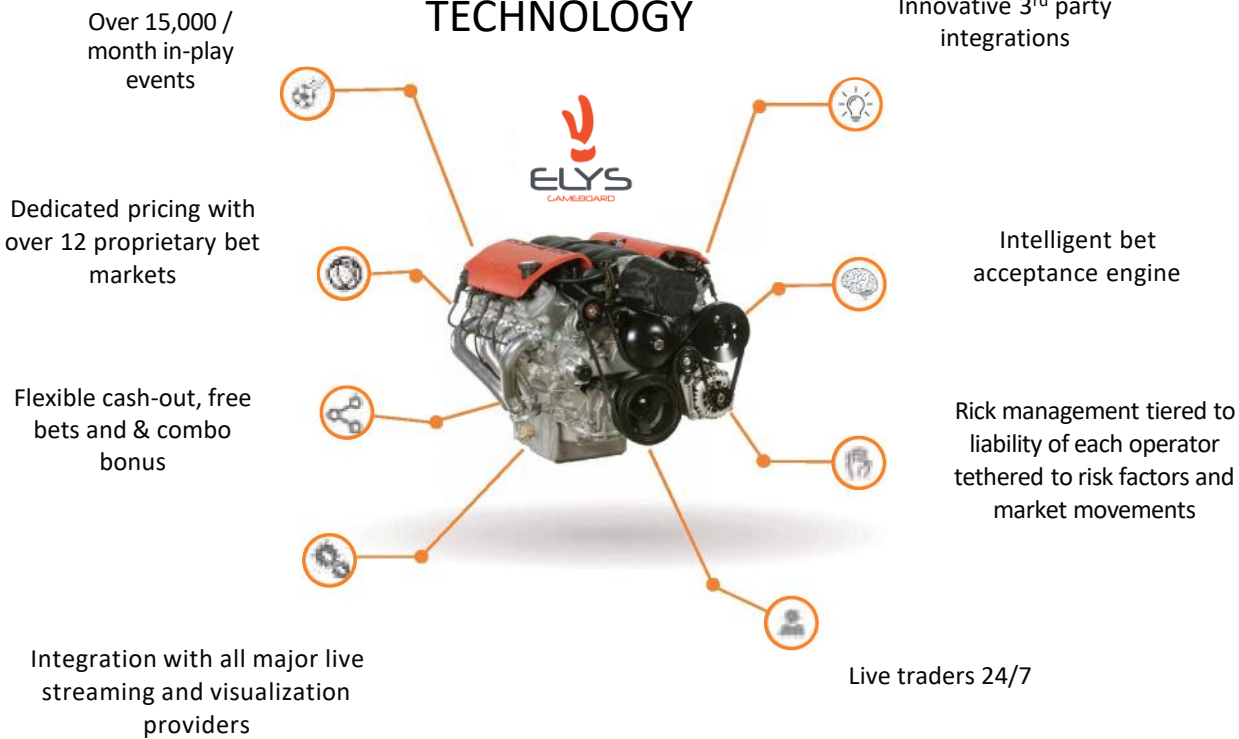 TECHNOLOGY
Over 15,000 /
month in-play
events
Innovative 3rd party
integrations
ELYS
GAMEBOARD
Dedicated pricing with
over 12 proprietary bet
markets
Intelligent bet
acceptance engine
Flexible cash-out, free
bets and & combo
bonus
Rick management tiered to
liability of each operator
tethered to risk factors and
market movements
Integration with all major live
streaming and visualization
providers
Live traders 24/7